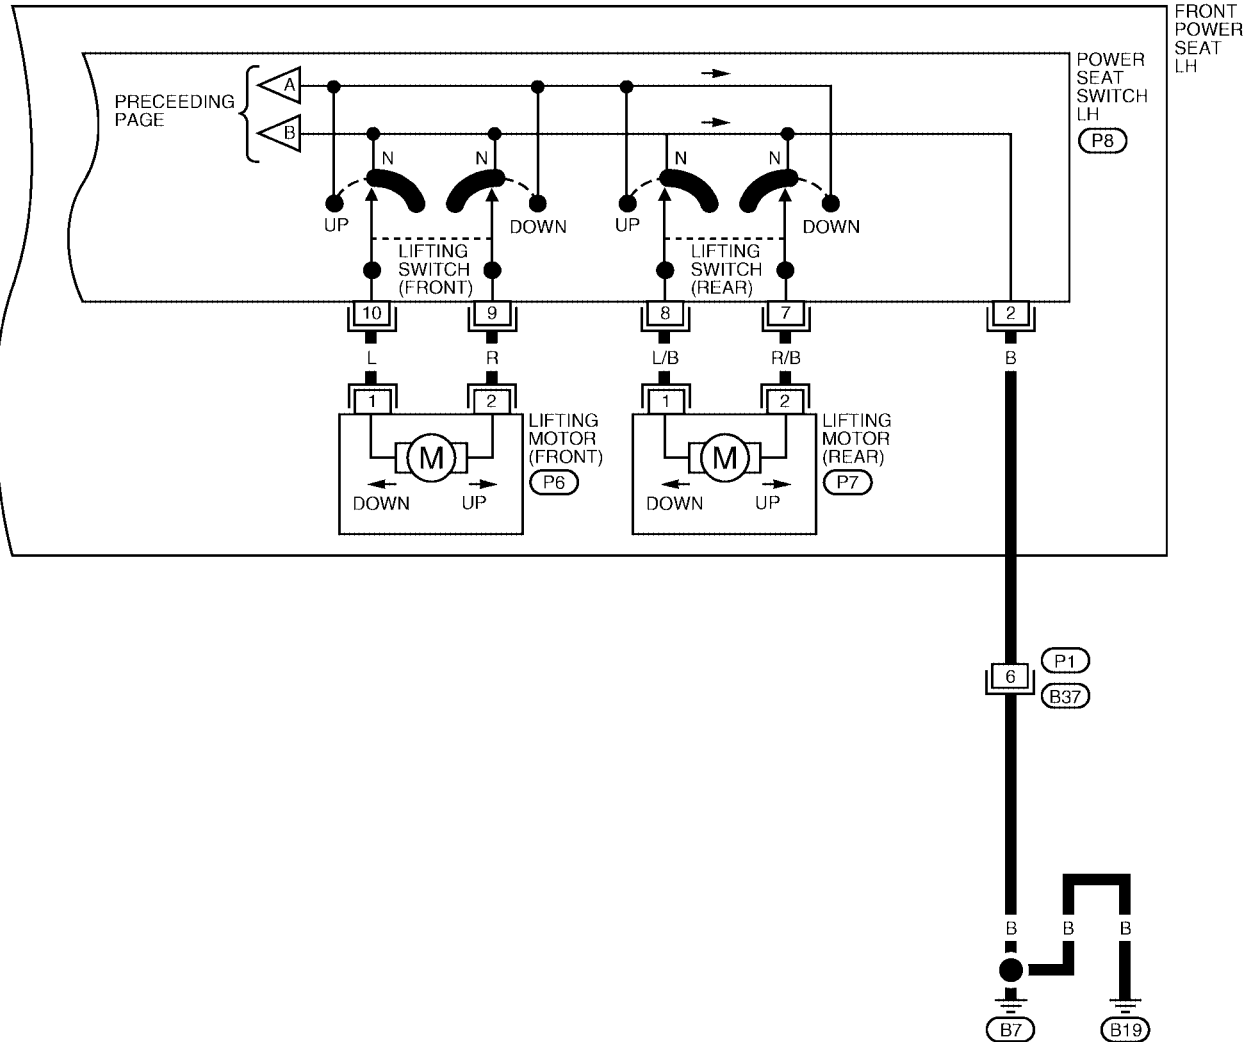 FRONT
POWER
SEAT
LH
POWER
SEAT
SWITCH
LH
P8
PRECEEDING
PAGE
A
B
N
N
N
N
UP
DOWN
UP
DOWN
LIFTING
SWITCH
(FRONT)
LIFTING
SWITCH
(REAR)
10
9
8
7
2
L
R
L/B
R/B
B
1
2
1
2
LIFTING
MOTOR
(FRONT)
P6
LIFTING
MOTOR
(REAR)
P7
M
M
DOWN
UP
DOWN
UP
6
P1
B37
B
B
B
B7
B19